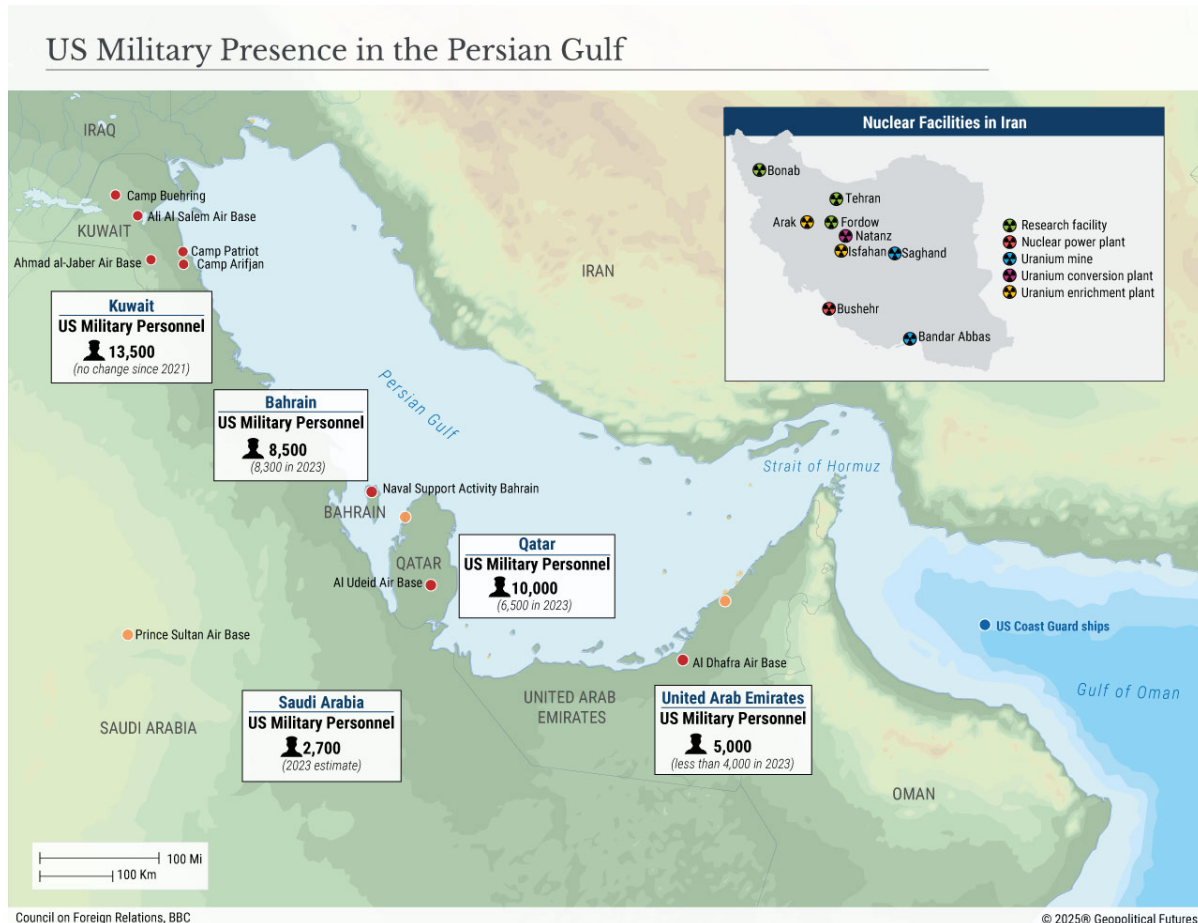 US Military Presence in the Persian Gulf
IRAQ
Camp Buehring
Ali Al Salem Air Base
KUWAIT
Camp Patriot
Ahmad al-Jaber Air Base
Camp Arifjan
Kuwait
US Military Personnel
13,500
(no change since 2021)
Nuclear Facilities in Iran
Bonab
Tehran
Arak
Fordow
Natanz
Isfahan
Saghand
Bushehr
Bandar Abbas
Research facility
Nuclear power plant
Uranium mine
Uranium conversion plant
Uranium enrichment plant
IRAN
Persian Gulf
Bahrain
US Military Personnel
8,500
(8,300 in 2023)
Strait of Hormuz
Naval Support Activity Bahrain
BAHRAIN
QATAR
Al Udeid Air Base
Qatar
US Military Personnel
10,000
(6,500 in 2023)
Prince Sultan Air Base
US Coast Guard ships
Al Dhafra Air Base
Gulf of Oman
SAUDI ARABIA
Saudi Arabia
US Military Personnel
2,700
(2023 estimate)
UNITED ARAB
EMIRATES
United Arab Emirates
US Military Personnel
5,000
(less than 4,000 in 2023)
OMAN
100 Mi
100 Km
Council on Foreign Relations, BBC
© 2025® Geopolitical Futures